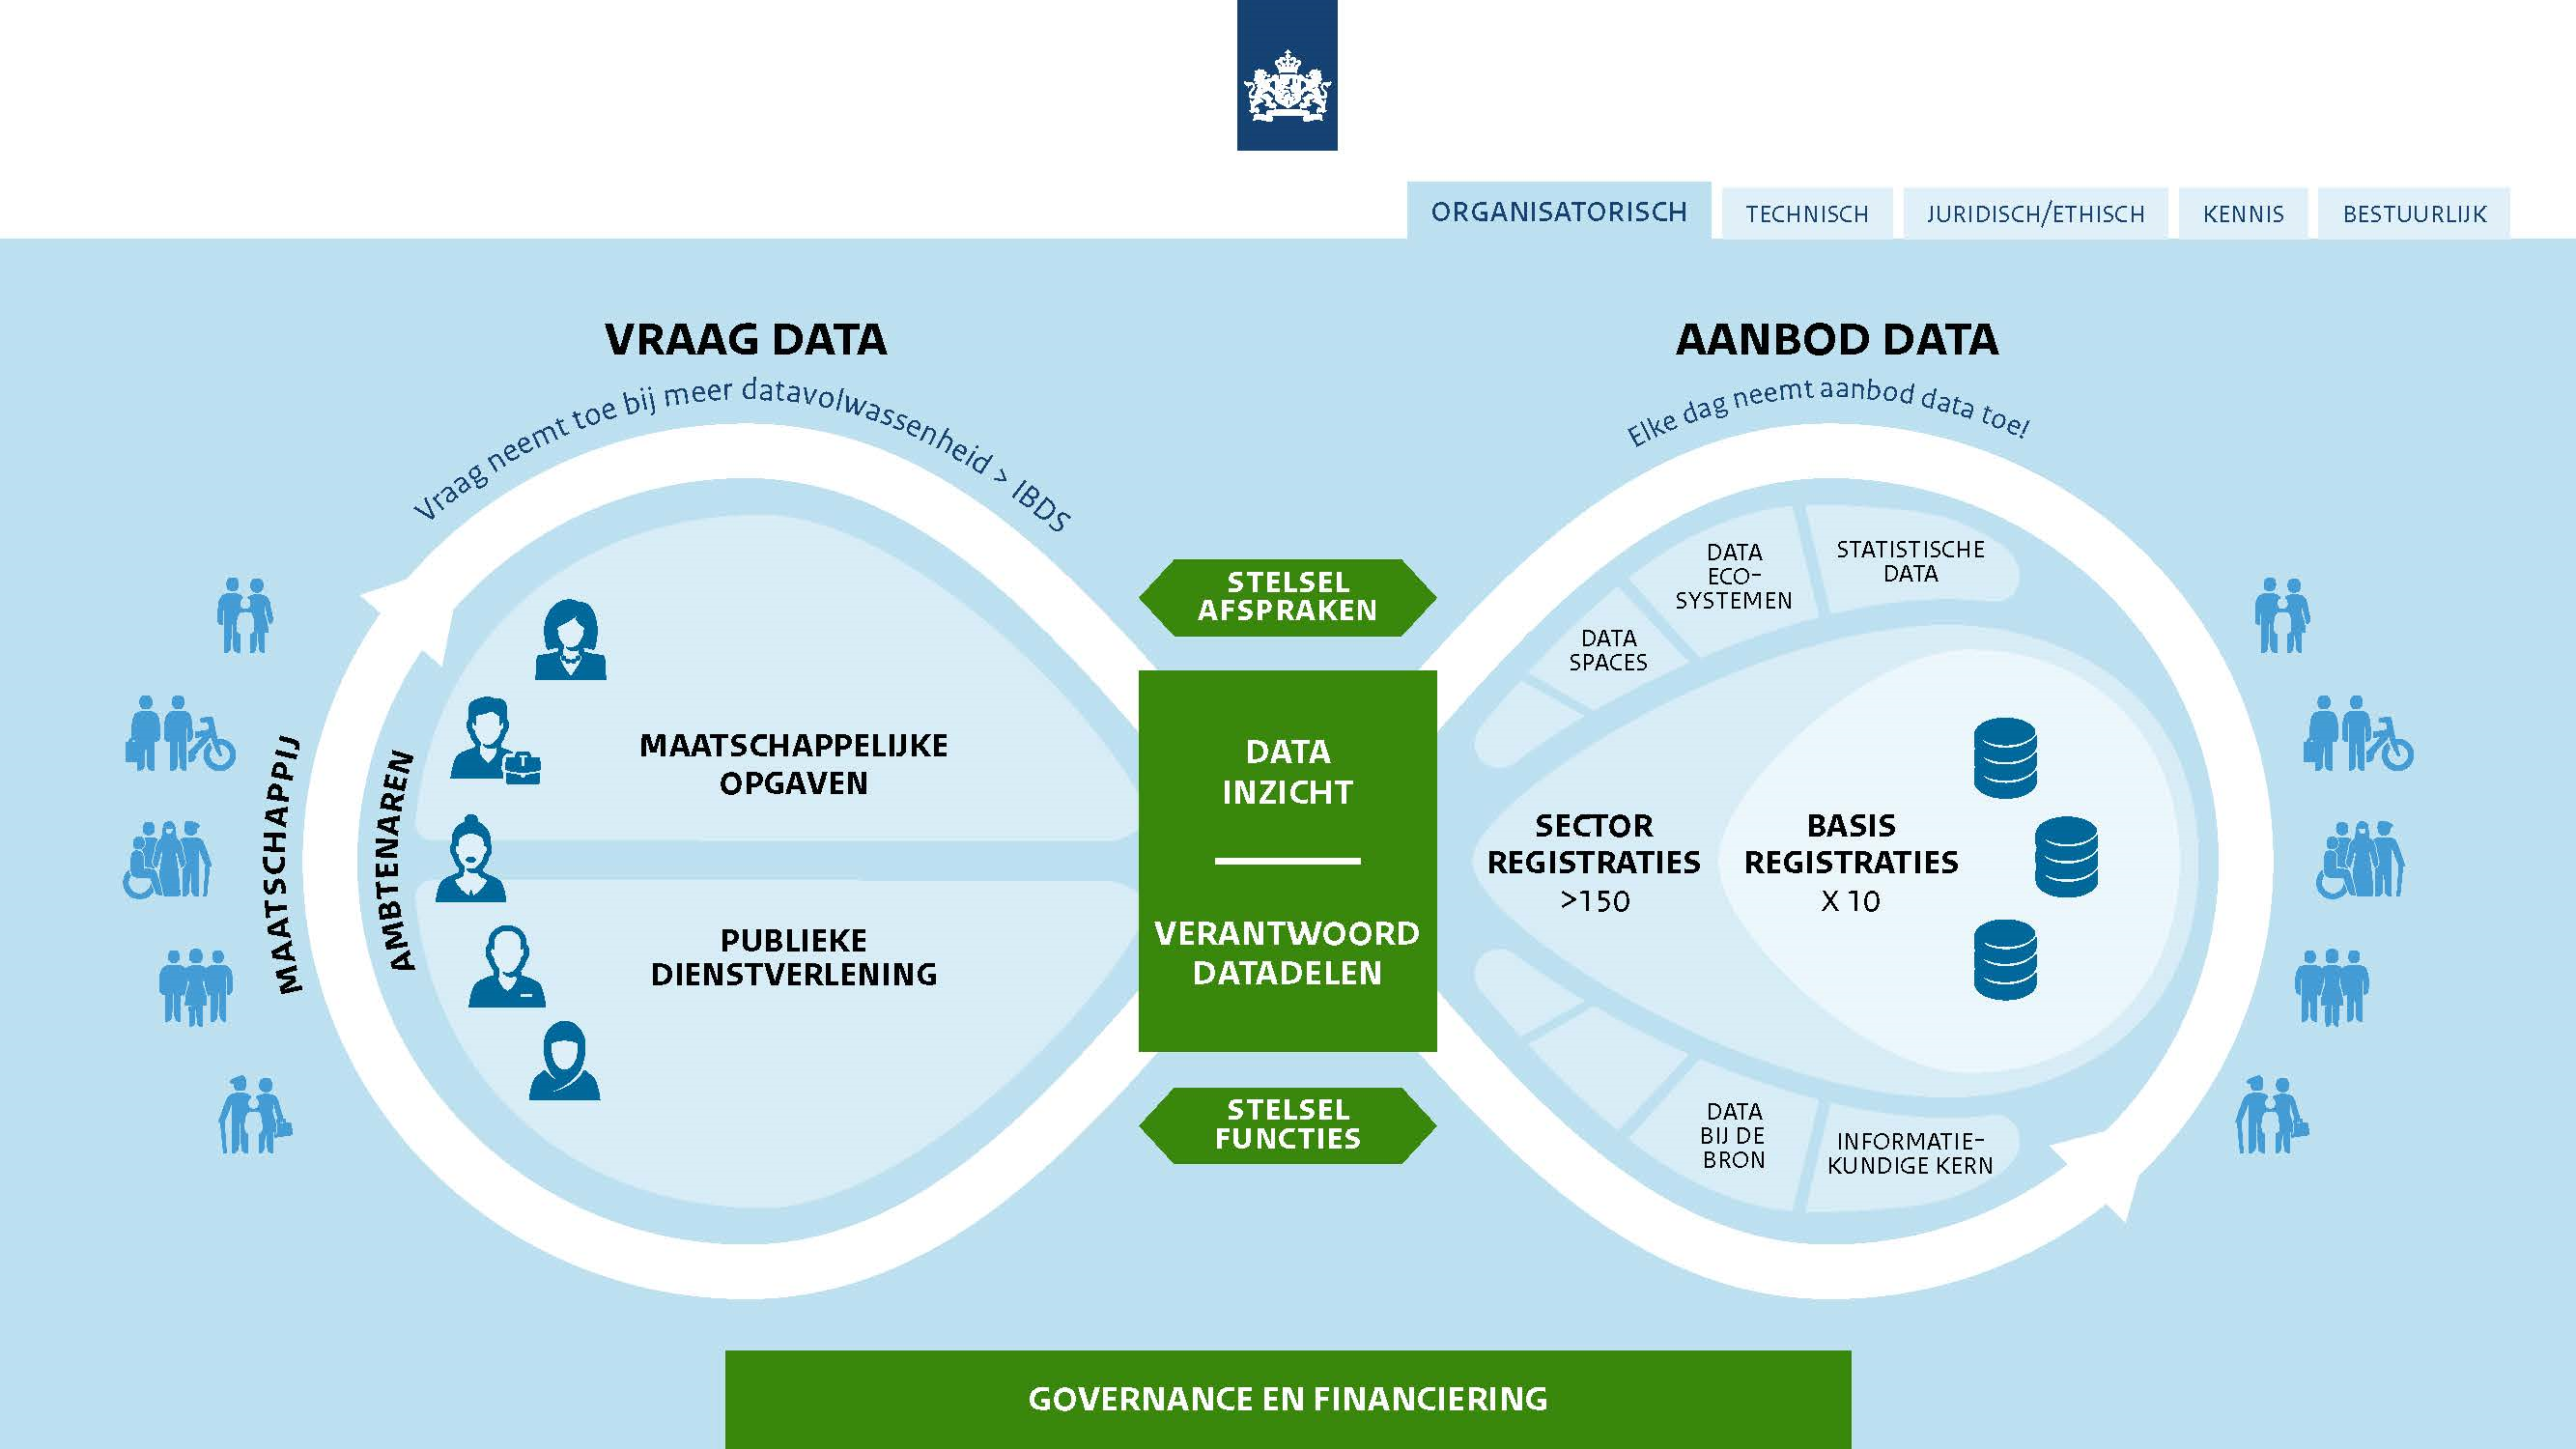 ORGANISATORISCH
TECHNISCH
JURIDISCH/ETHISCH
KENNIS
BESTUURLIJK
VRAAG DATA
Vraag neemt toe bij meer datavolwassenheid > IBDS
MAATSCHAPPIJ
AMBTENAREN
MAATSCHAPPELIJKE
OPGAVEN
PUBLIEKE
DIENSTVERLENING
STELSEL
AFSPRAKEN
DATA
INZICHT
VERANTWOORD
DATADELEN
STELSEL
FUNCTIES
AANBOD DATA
Elke dag neemt aanbod data toe!
DATA
ECO-
SYSTEMEN
STATISTISCHE
DATA
DATA
SPACES
SECTOR
REGISTRATIES
>150
BASIS
REGISTRATIES
X 10
DATA
BIJ DE
BRON
INFORMATIE-
KUNDIGE KERN
GOVERNANCE EN FINANCIERING